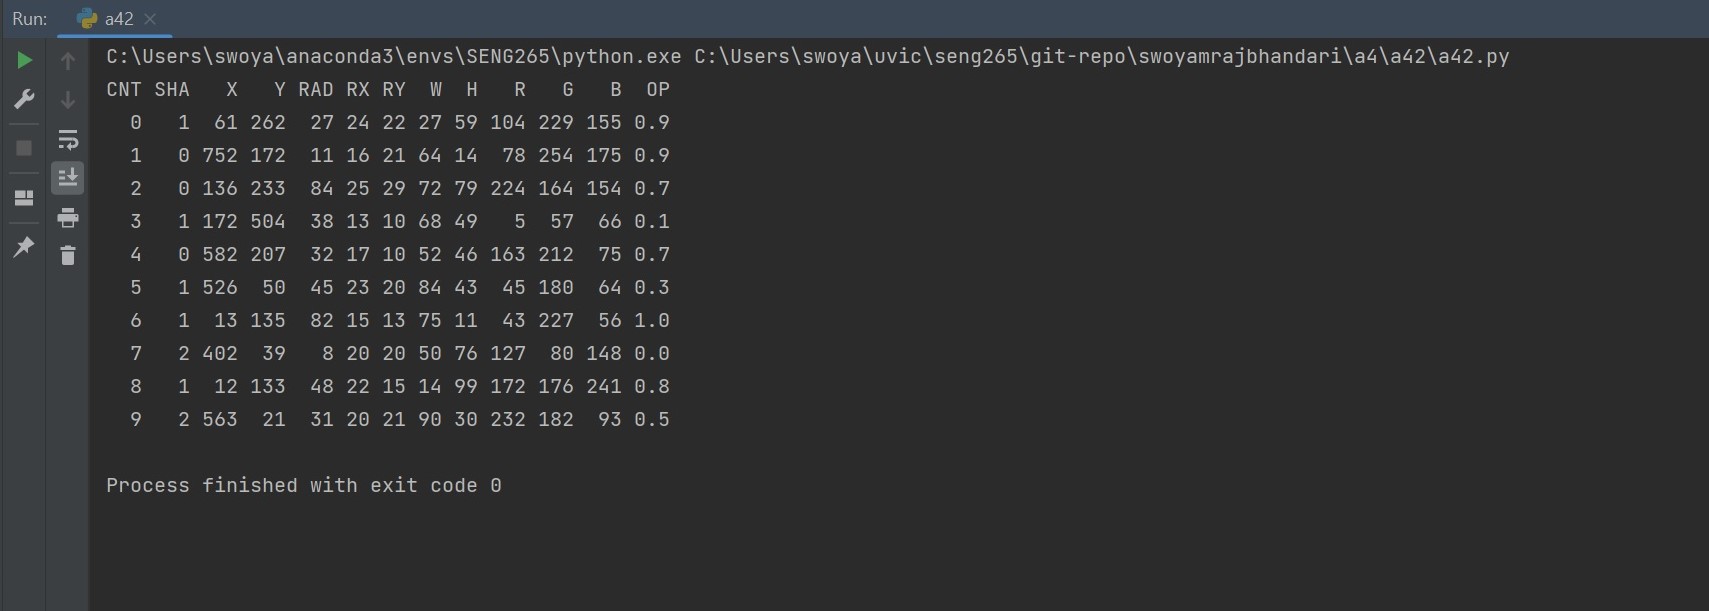 Run: a42
C:\Users\swoya\anaconda3\envs\SENG265\python.exe C:\Users\swoya\uvic\seng265\git-repo\swoyamrajbhandari\a4\a42\a42.py
CNT SHA   X   Y RAD RX RY  W  H   R   G   B  OP
  0   1  61 262  27 24 22 27 59 104 229 155 0.9
  1   0 752 172  11 16 21 64 14  78 254 175 0.9
  2   0 136 233  84 25 29 72 79 224 164 154 0.7
  3   1 172 504  38 13 10 68 49   5  57  66 0.1
  4   0 582 207  32 17 10 52 46 163 212  75 0.7
  5   1 526  50  45 23 20 84 43  45 180  64 0.3
  6   1  13 135  82 15 13 75 11  43 227  56 1.0
  7   2 402  39   8 20 20 50 76 127  80 148 0.0
  8   1  12 133  48 22 15 14 99 172 176 241 0.8
  9   2 563  21  31 20 21 90 30 232 182  93 0.5
Process finished with exit code 0